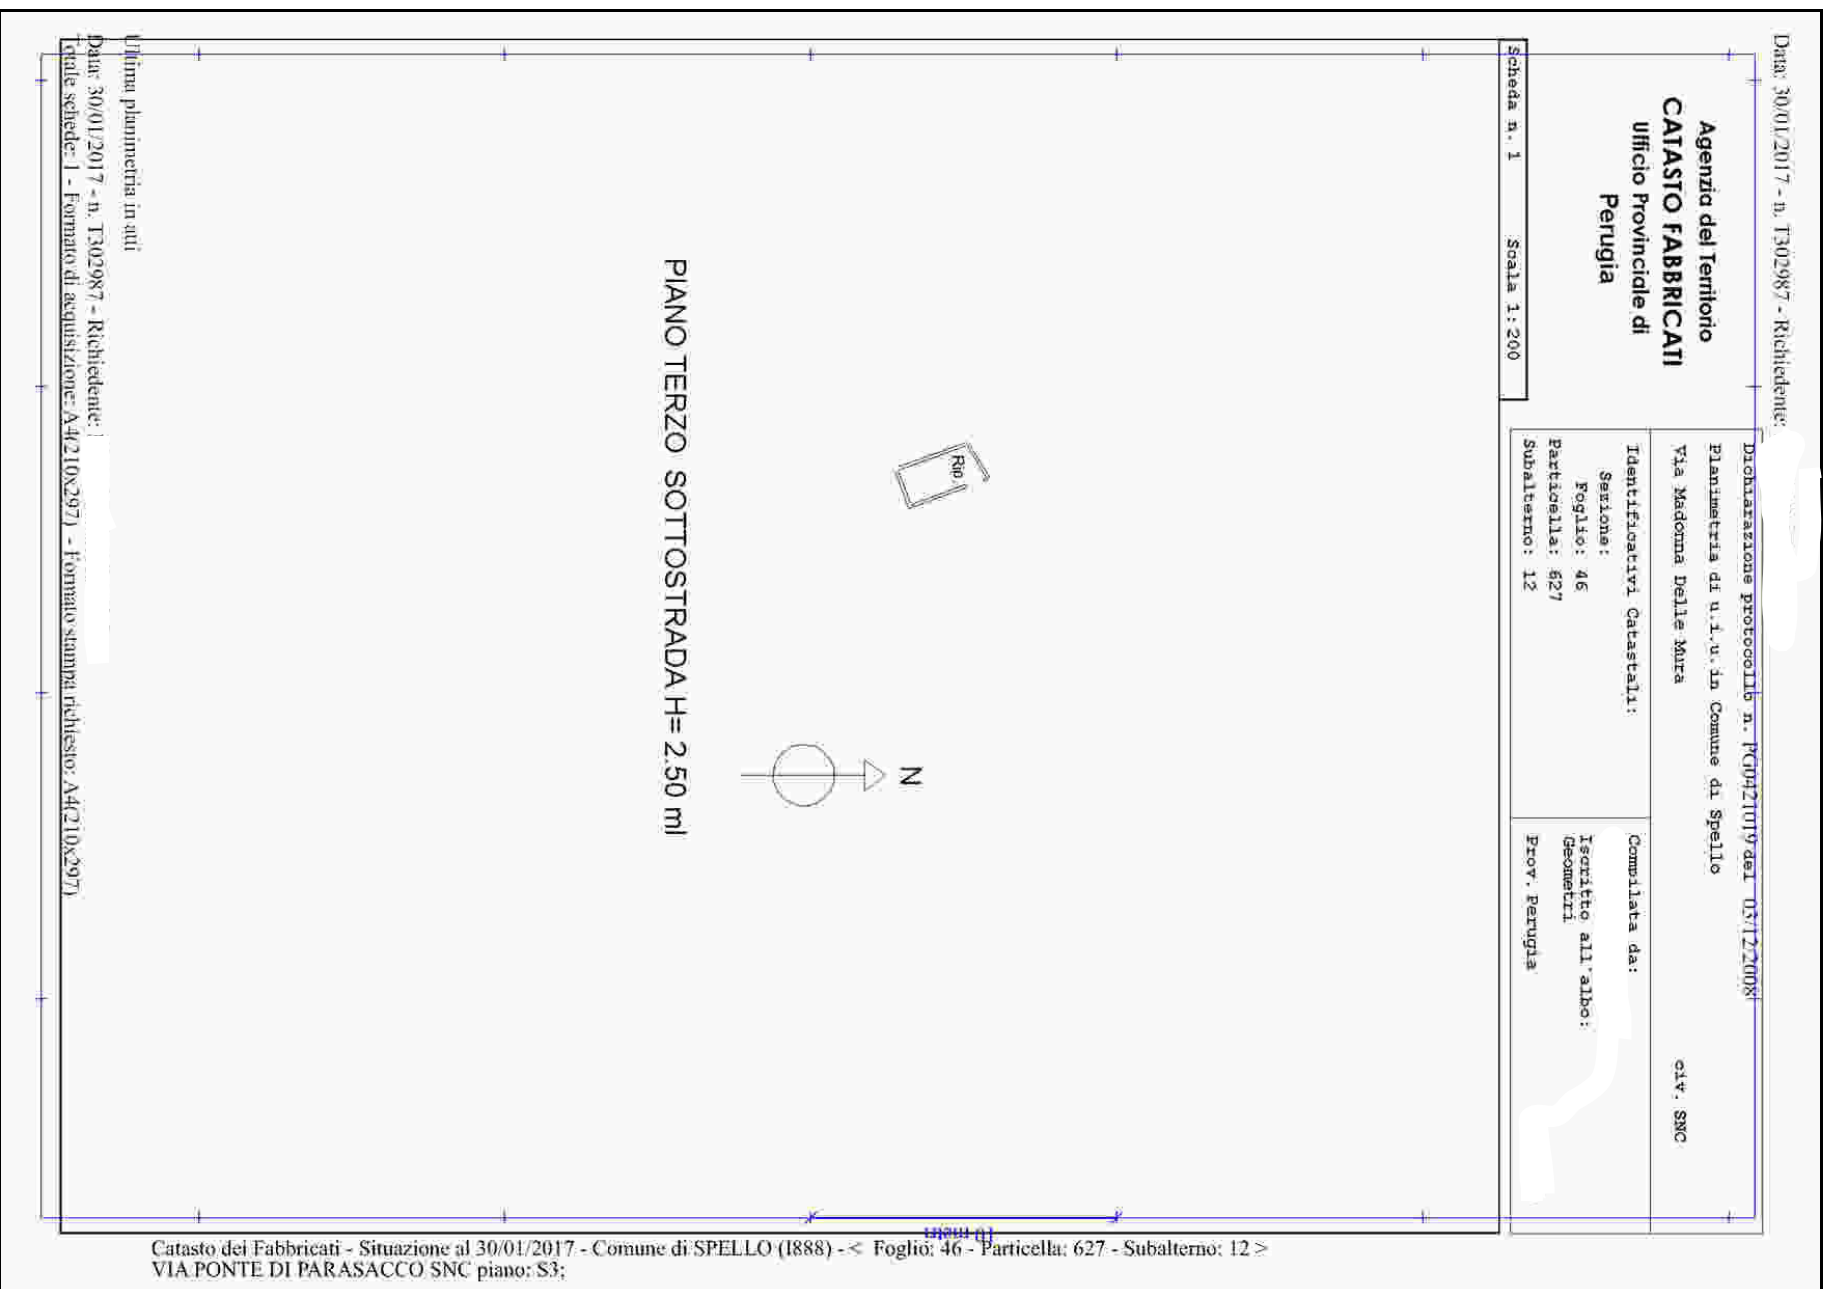 Data: 30/01/2017 - n. T302987 - Richiedente:
Agenzia del Territorio
CATASTO FABBRICATI
Ufficio Provinciale di
Perugia
Dichiarazione protocollo n. PG0421019 del 03/12/2008
Planimetria di u.i.u. in Comune di Spello
Via Madonna Delle Mura civ. SNC
Identificativi Catastali:
Sezione:
Foglio: 46
Particella: 627
Subalterno: 12
Compilata da:
Iscritto all'albo:
Geometri
Prov. Perugia
Scheda n. 1 Scala 1:200
Rip.
N
PIANO TERZO SOTTOSTRADA H= 2.50 ml
10 metri
Ultima planimetria in atti
Data: 30/01/2017 - n. T302987 - Richiedente:
Totale schede: 1 - Formato di acquisizione: A4(210x297) - Formato stampa richiesto: A4(210x297)
Catasto dei Fabbricati - Situazione al 30/01/2017 - Comune di SPELLO (I888) - < Foglio: 46 - Particella: 627 - Subalterno: 12 >
VIA PONTE DI PARASACCO SNC piano: S3;